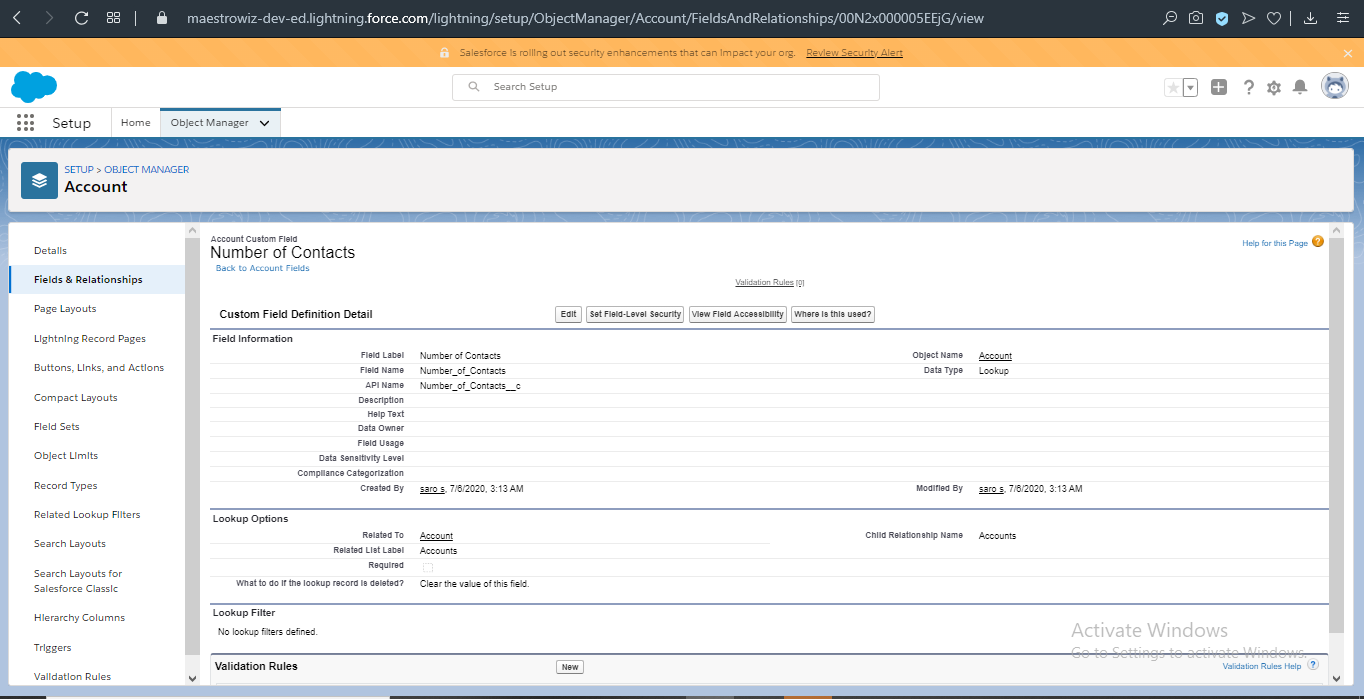 maestrowiz-dev-ed.lightning.force.com/lightning/setup/ObjectManager/Account/FieldsAndRelationships/00N2x000005EEjG/view
Salesforce is rolling out security enhancements that can impact your org. Review Security Alert
Search Setup
Setup Home Object Manager
SETUP > OBJECT MANAGER
Account
Details
Fields & Relationships
Page Layouts
Lightning Record Pages
Buttons, Links, and Actions
Compact Layouts
Field Sets
Object Limits
Record Types
Related Lookup Filters
Search Layouts
Search Layouts for
Salesforce Classic
Hierarchy Columns
Triggers
Validation Rules
Account Custom Field
Number of Contacts
Back to Account Fields
Help for this Page ?
Validation Rules [0]
Custom Field Definition Detail Edit Set Field-Level Security View Field Accessibility Where is this used?
Field Information
Field Label Number of Contacts Object Name Account
Field Name Number_of_Contacts Data Type Lookup
API Name Number_of_Contacts__c
Description
Help Text
Data Owner
Field Usage
Data Sensitivity Level
Compliance Categorization
Created By saro s, 7/6/2020, 3:13 AM Modified By saro s, 7/6/2020, 3:13 AM
Lookup Options
Related To Account Child Relationship Name Accounts
Related List Label Accounts
Required
What to do if the lookup record is deleted? Clear the value of this field.
Lookup Filter
No lookup filters defined.
Activate Windows
Go to Settings to activate Windows.
Validation Rules New Validation Rules Help ?